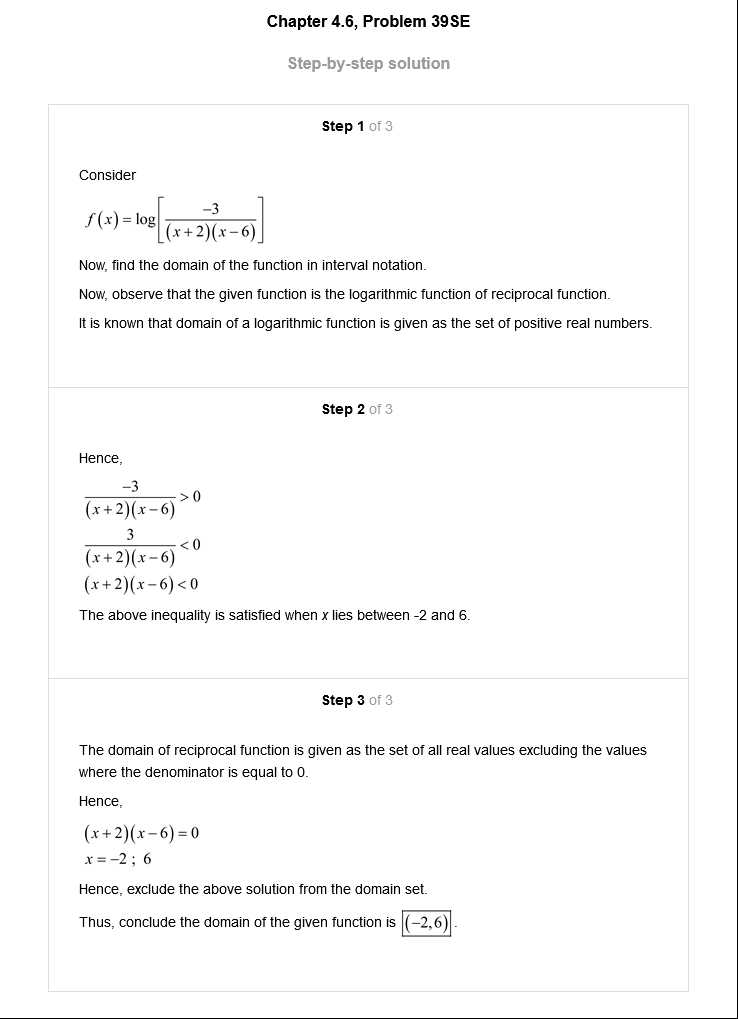 Chapter 4.6, Problem 39SE
Step-by-step solution
Step 1 of 3
Consider
f(x) = log[−3/((x+2)(x−6))]
Now, find the domain of the function in interval notation.
Now, observe that the given function is the logarithmic function of reciprocal function.
It is known that domain of a logarithmic function is given as the set of positive real numbers.
Step 2 of 3
Hence,
−3/((x+2)(x−6)) > 0
3/((x+2)(x−6)) < 0
(x+2)(x−6) < 0
The above inequality is satisfied when x lies between -2 and 6.
Step 3 of 3
The domain of reciprocal function is given as the set of all real values excluding the values
where the denominator is equal to 0.
Hence,
(x+2)(x−6) = 0
x = −2 ; 6
Hence, exclude the above solution from the domain set.
Thus, conclude the domain of the given function is (−2,6).